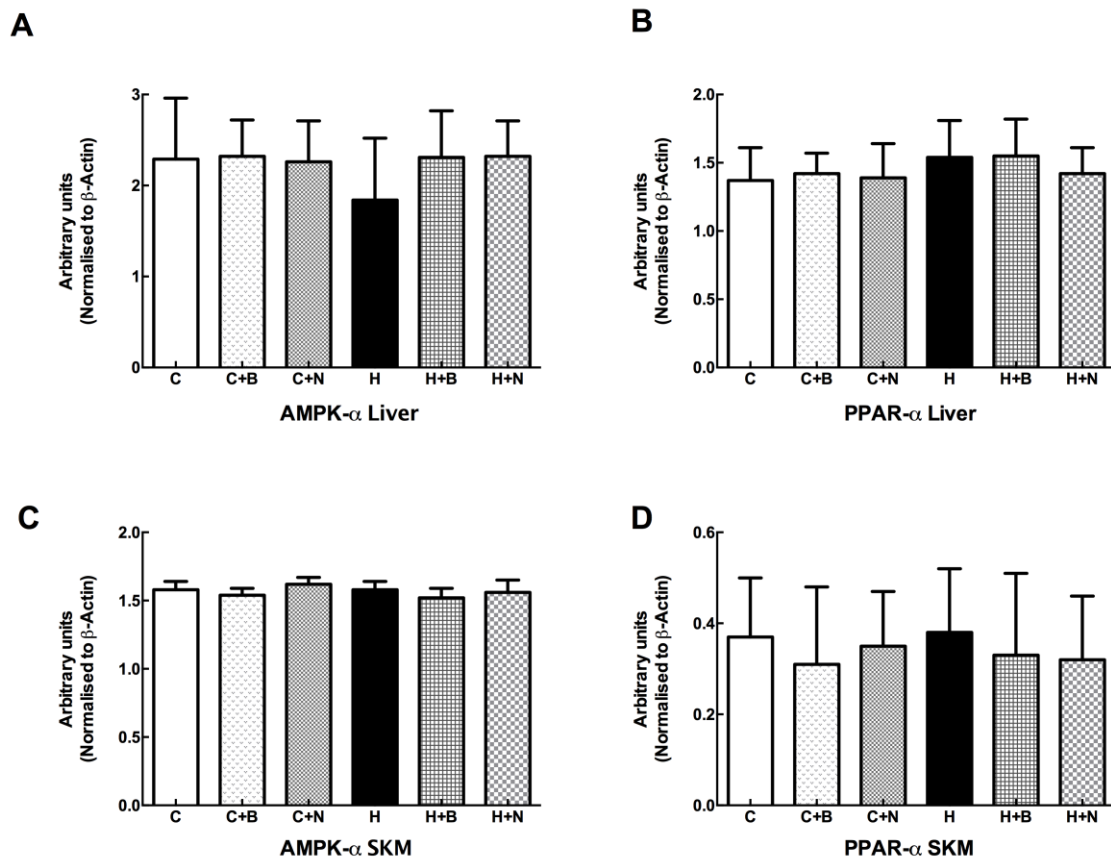 A
Arbitrary units
(Normalised to β-Actin)
3
2
1
0
C C+B C+N H H+B H+N
AMPK-α Liver
B
Arbitrary units
(Normalised to β-Actin)
2.0
1.5
1.0
0.5
0.0
C C+B C+N H H+B H+N
PPAR-α Liver
C
Arbitrary units
(Normalised to β-Actin)
2.0
1.5
1.0
0.5
0.0
C C+B C+N H H+B H+N
AMPK-α SKM
D
Arbitrary units
(Normalised to β-Actin)
0.6
0.4
0.2
0.0
C C+B C+N H H+B H+N
PPAR-α SKM